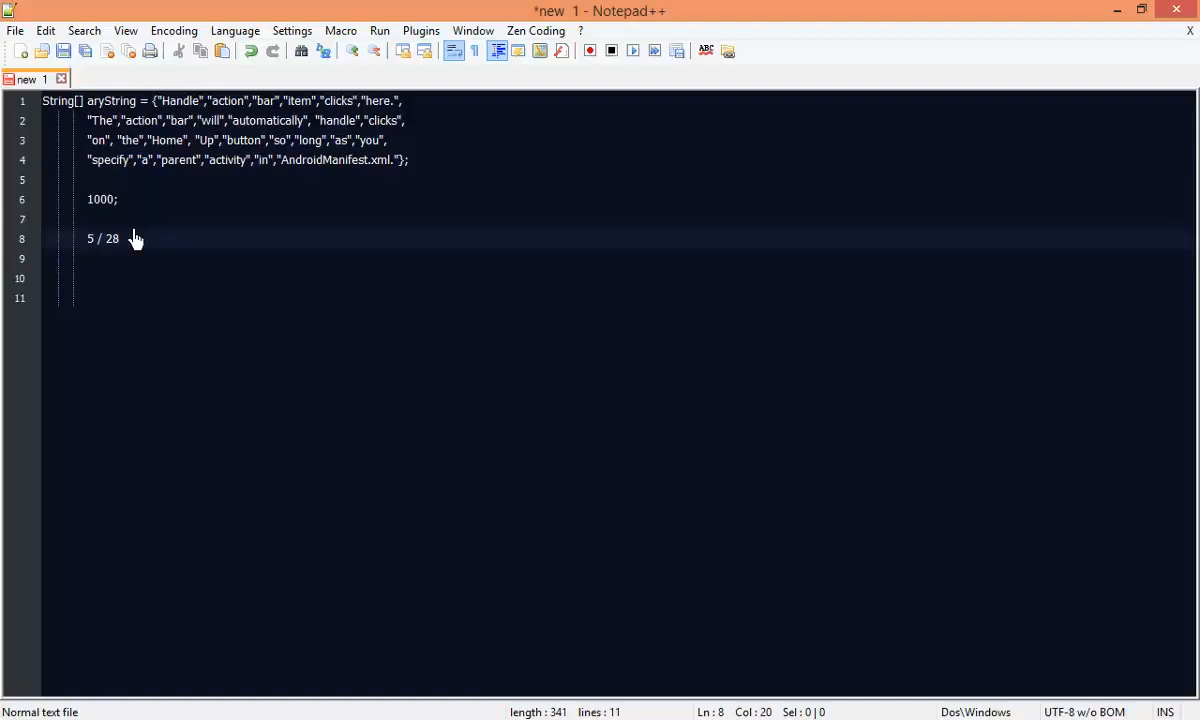 *new  1 - Notepad++
File Edit Search View Encoding Language Settings Macro Run Plugins Window Zen Coding ? X
ABC
new  1
1 String[] aryString = {"Handle","action","bar","item","clicks","here.",
2 "The","action","bar","will","automatically", "handle","clicks",
3 "on", "the","Home", "Up","button","so","long","as","you",
4 "specify","a","parent","activity","in","AndroidManifest.xml."};
5
6 1000;
7
8 5 / 28
9
10
11
Normal text file length : 341 lines : 11 Ln : 8 Col : 20 Sel : 0 | 0 Dos\Windows UTF-8 w/o BOM INS